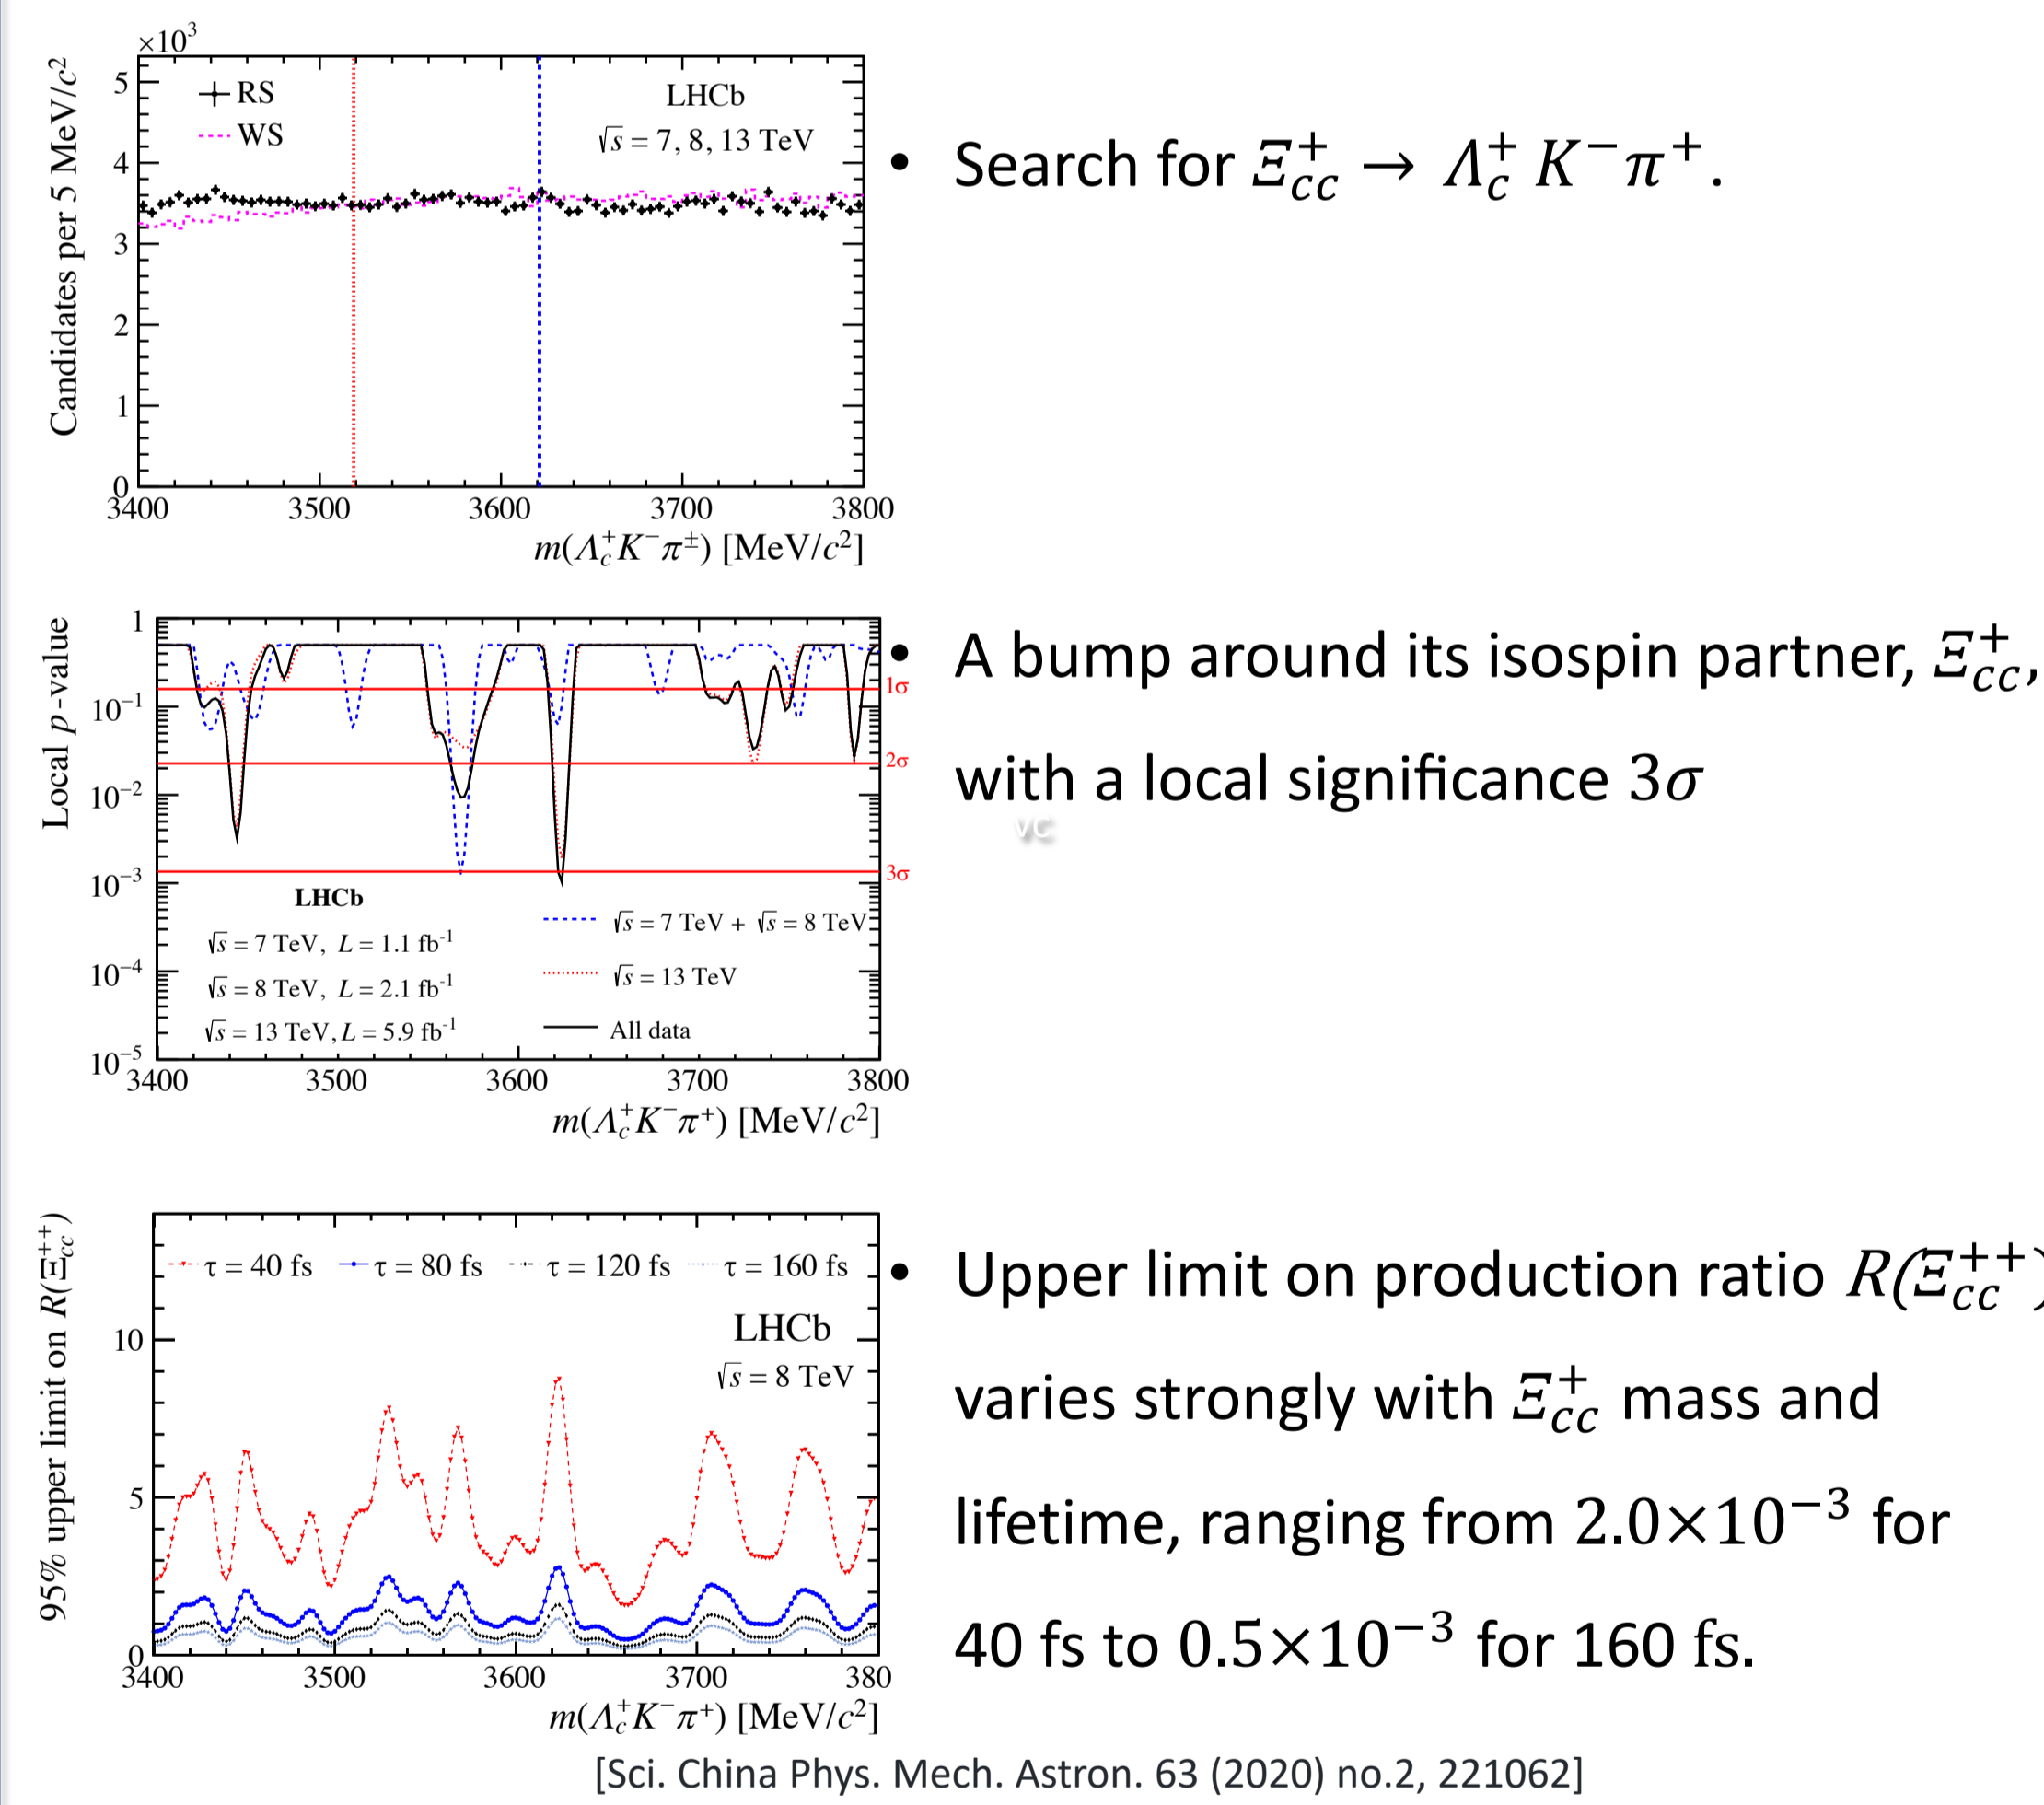 ×10³
Candidates per 5 MeV/c²
5
4
3
2
1
0
RS
WS
LHCb
√s = 7, 8, 13 TeV
3400 3500 3600 3700 3800
m(Λc⁺K⁻π±) [MeV/c²]
• Search for Ξcc⁺ → Λc⁺ K⁻π⁺.
Local p-value
1
10⁻¹
10⁻²
10⁻³
10⁻⁴
10⁻⁵
1σ
2σ
3σ
LHCb
√s = 7 TeV, L = 1.1 fb⁻¹
√s = 8 TeV, L = 2.1 fb⁻¹
√s = 13 TeV, L = 5.9 fb⁻¹
√s = 7 TeV + √s = 8 TeV
√s = 13 TeV
All data
3400 3500 3600 3700 3800
m(Λc⁺K⁻π⁺) [MeV/c²]
• A bump around its isospin partner, Ξcc⁺,
with a local significance 3σ
vc
95% upper limit on R(Ξcc⁺⁺)
10
5
0
τ = 40 fs τ = 80 fs τ = 120 fs τ = 160 fs
LHCb
√s = 8 TeV
3400 3500 3600 3700 380
m(Λc⁺K⁻π⁺) [MeV/c²]
• Upper limit on production ratio R(Ξcc⁺⁺)
varies strongly with Ξcc⁺ mass and
lifetime, ranging from 2.0×10⁻³ for
40 fs to 0.5×10⁻³ for 160 fs.
[Sci. China Phys. Mech. Astron. 63 (2020) no.2, 221062]